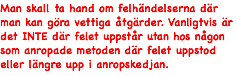 Man skall ta hand om felhändelserna där
man kan göra vettiga åtgärder. Vanligtvis är
det INTE där felet uppstår utan hos någon
som anropade metoden där felet uppstod
eller längre upp i anropskedjan.